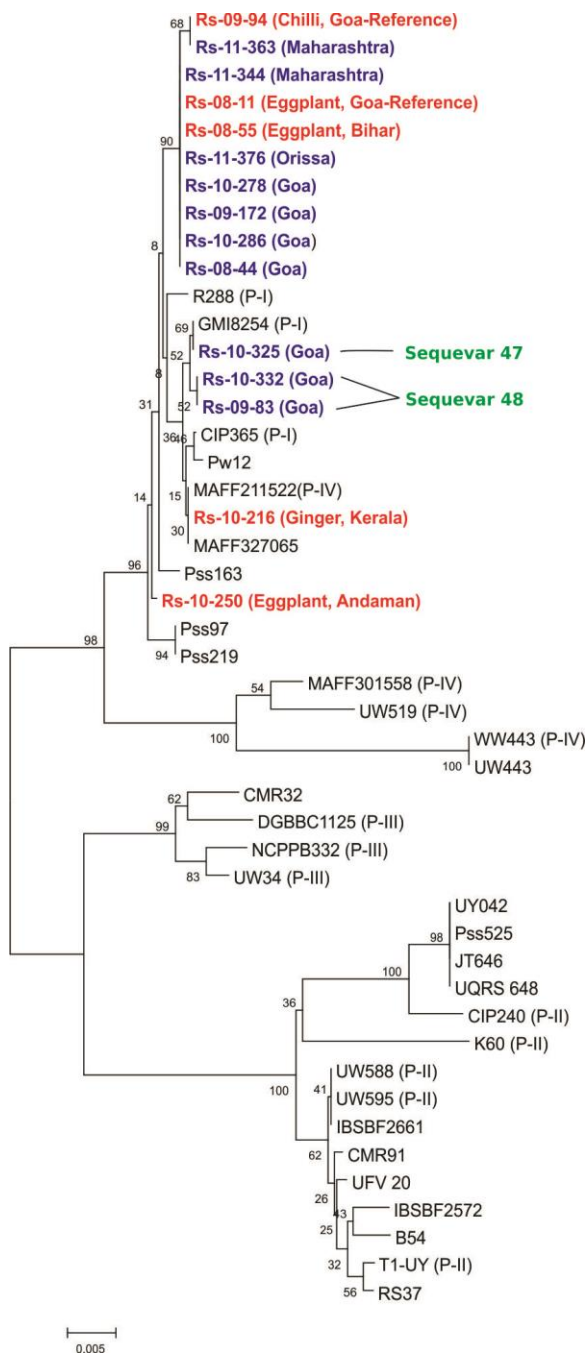 68
Rs-09-94 (Chilli, Goa-Reference)
Rs-11-363 (Maharashtra)
Rs-11-344 (Maharashtra)
Rs-08-11 (Eggplant, Goa-Reference)
Rs-08-55 (Eggplant, Bihar)
90
Rs-11-376 (Orissa)
Rs-10-278 (Goa)
Rs-09-172 (Goa)
Rs-10-286 (Goa)
8
Rs-08-44 (Goa)
R288 (P-I)
69
GMI8254 (P-I)
52
Rs-10-325 (Goa) Sequevar 47
8
Rs-10-332 (Goa)
Sequevar 48
52
Rs-09-83 (Goa)
31
36
46
CIP365 (P-I)
Pw12
15
MAFF211522(P-IV)
14
Rs-10-216 (Ginger, Kerala)
30
MAFF327065
96
Pss163
Rs-10-250 (Eggplant, Andaman)
Pss97
98
94
Pss219
54
MAFF301558 (P-IV)
UW519 (P-IV)
100
WW443 (P-IV)
100
UW443
62
CMR32
99
DGBBC1125 (P-III)
NCPPB332 (P-III)
83
UW34 (P-III)
UY042
98
Pss525
JT646
100
UQRS 648
36
CIP240 (P-II)
K60 (P-II)
100
UW588 (P-II)
41
UW595 (P-II)
IBSBF2661
62
CMR91
26
UFV 20
43
IBSBF2572
25
B54
32
T1-UY (P-II)
56
RS37
0.005